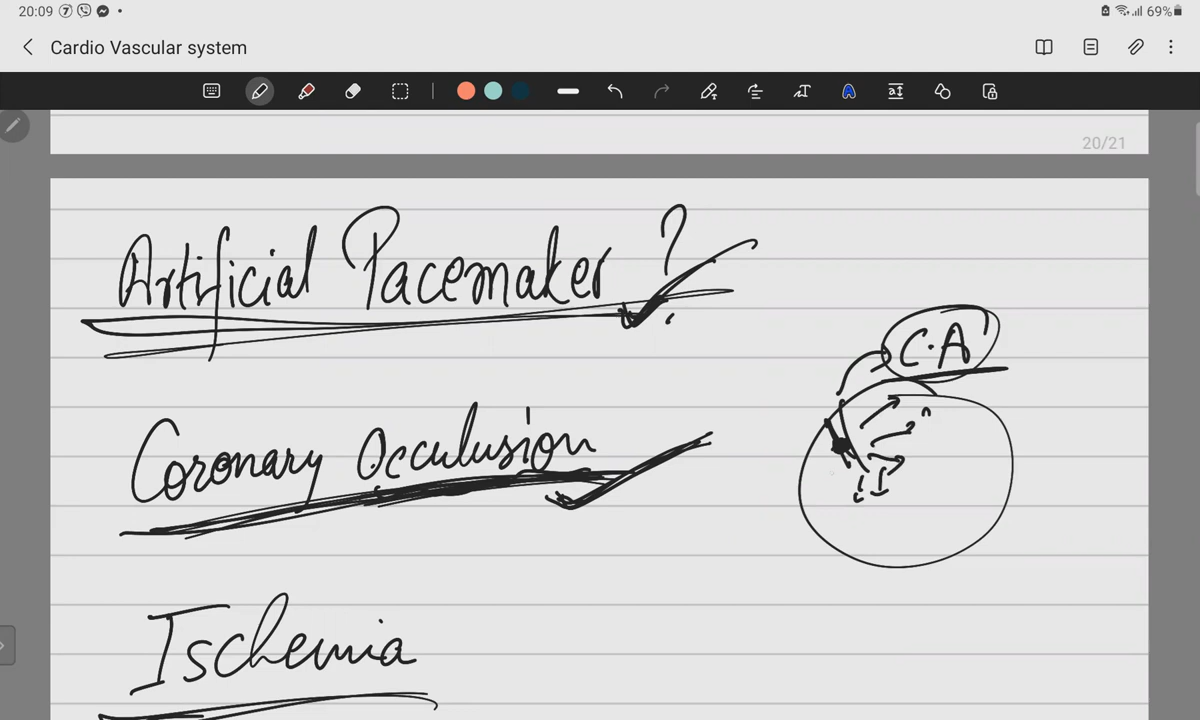 20:09 69%
Cardio Vascular system
20/21
Artificial Pacemaker ?
C.A
Coronary Occulusion
Ischemia